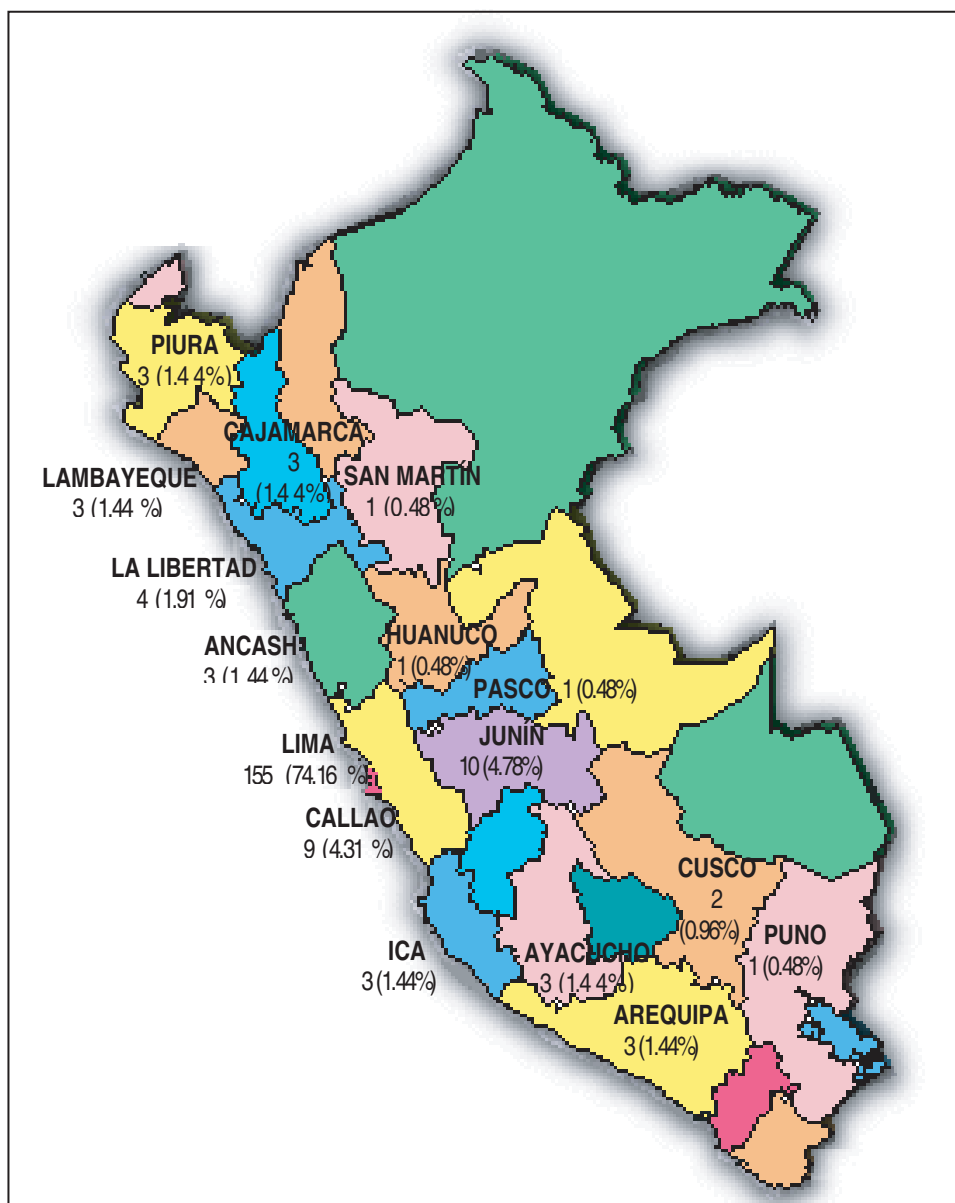 PIURA
3 (1.4 4%)
CAJAMARCA
3
(1.4 4%)
LAMBAYEQUE
3 (1.44 %)
SAN MARTÍN
1 (0.48%)
LA LIBERTAD
4 (1.91 %)
ANCASH
3 (1.44%)
HUANUCO
1 (0.48%)
PASCO 1 (0.48%)
LIMA
155 (74.16 %)
JUNÍN
10 (4.78%)
CALLAO
9 (4.31 %)
CUSCO
2
(0.96%)
ICA
3 (1.44%)
AYACUCHO
3 (1.4 4%)
PUNO
1 (0.48%)
AREQUIPA
3 (1.44%)